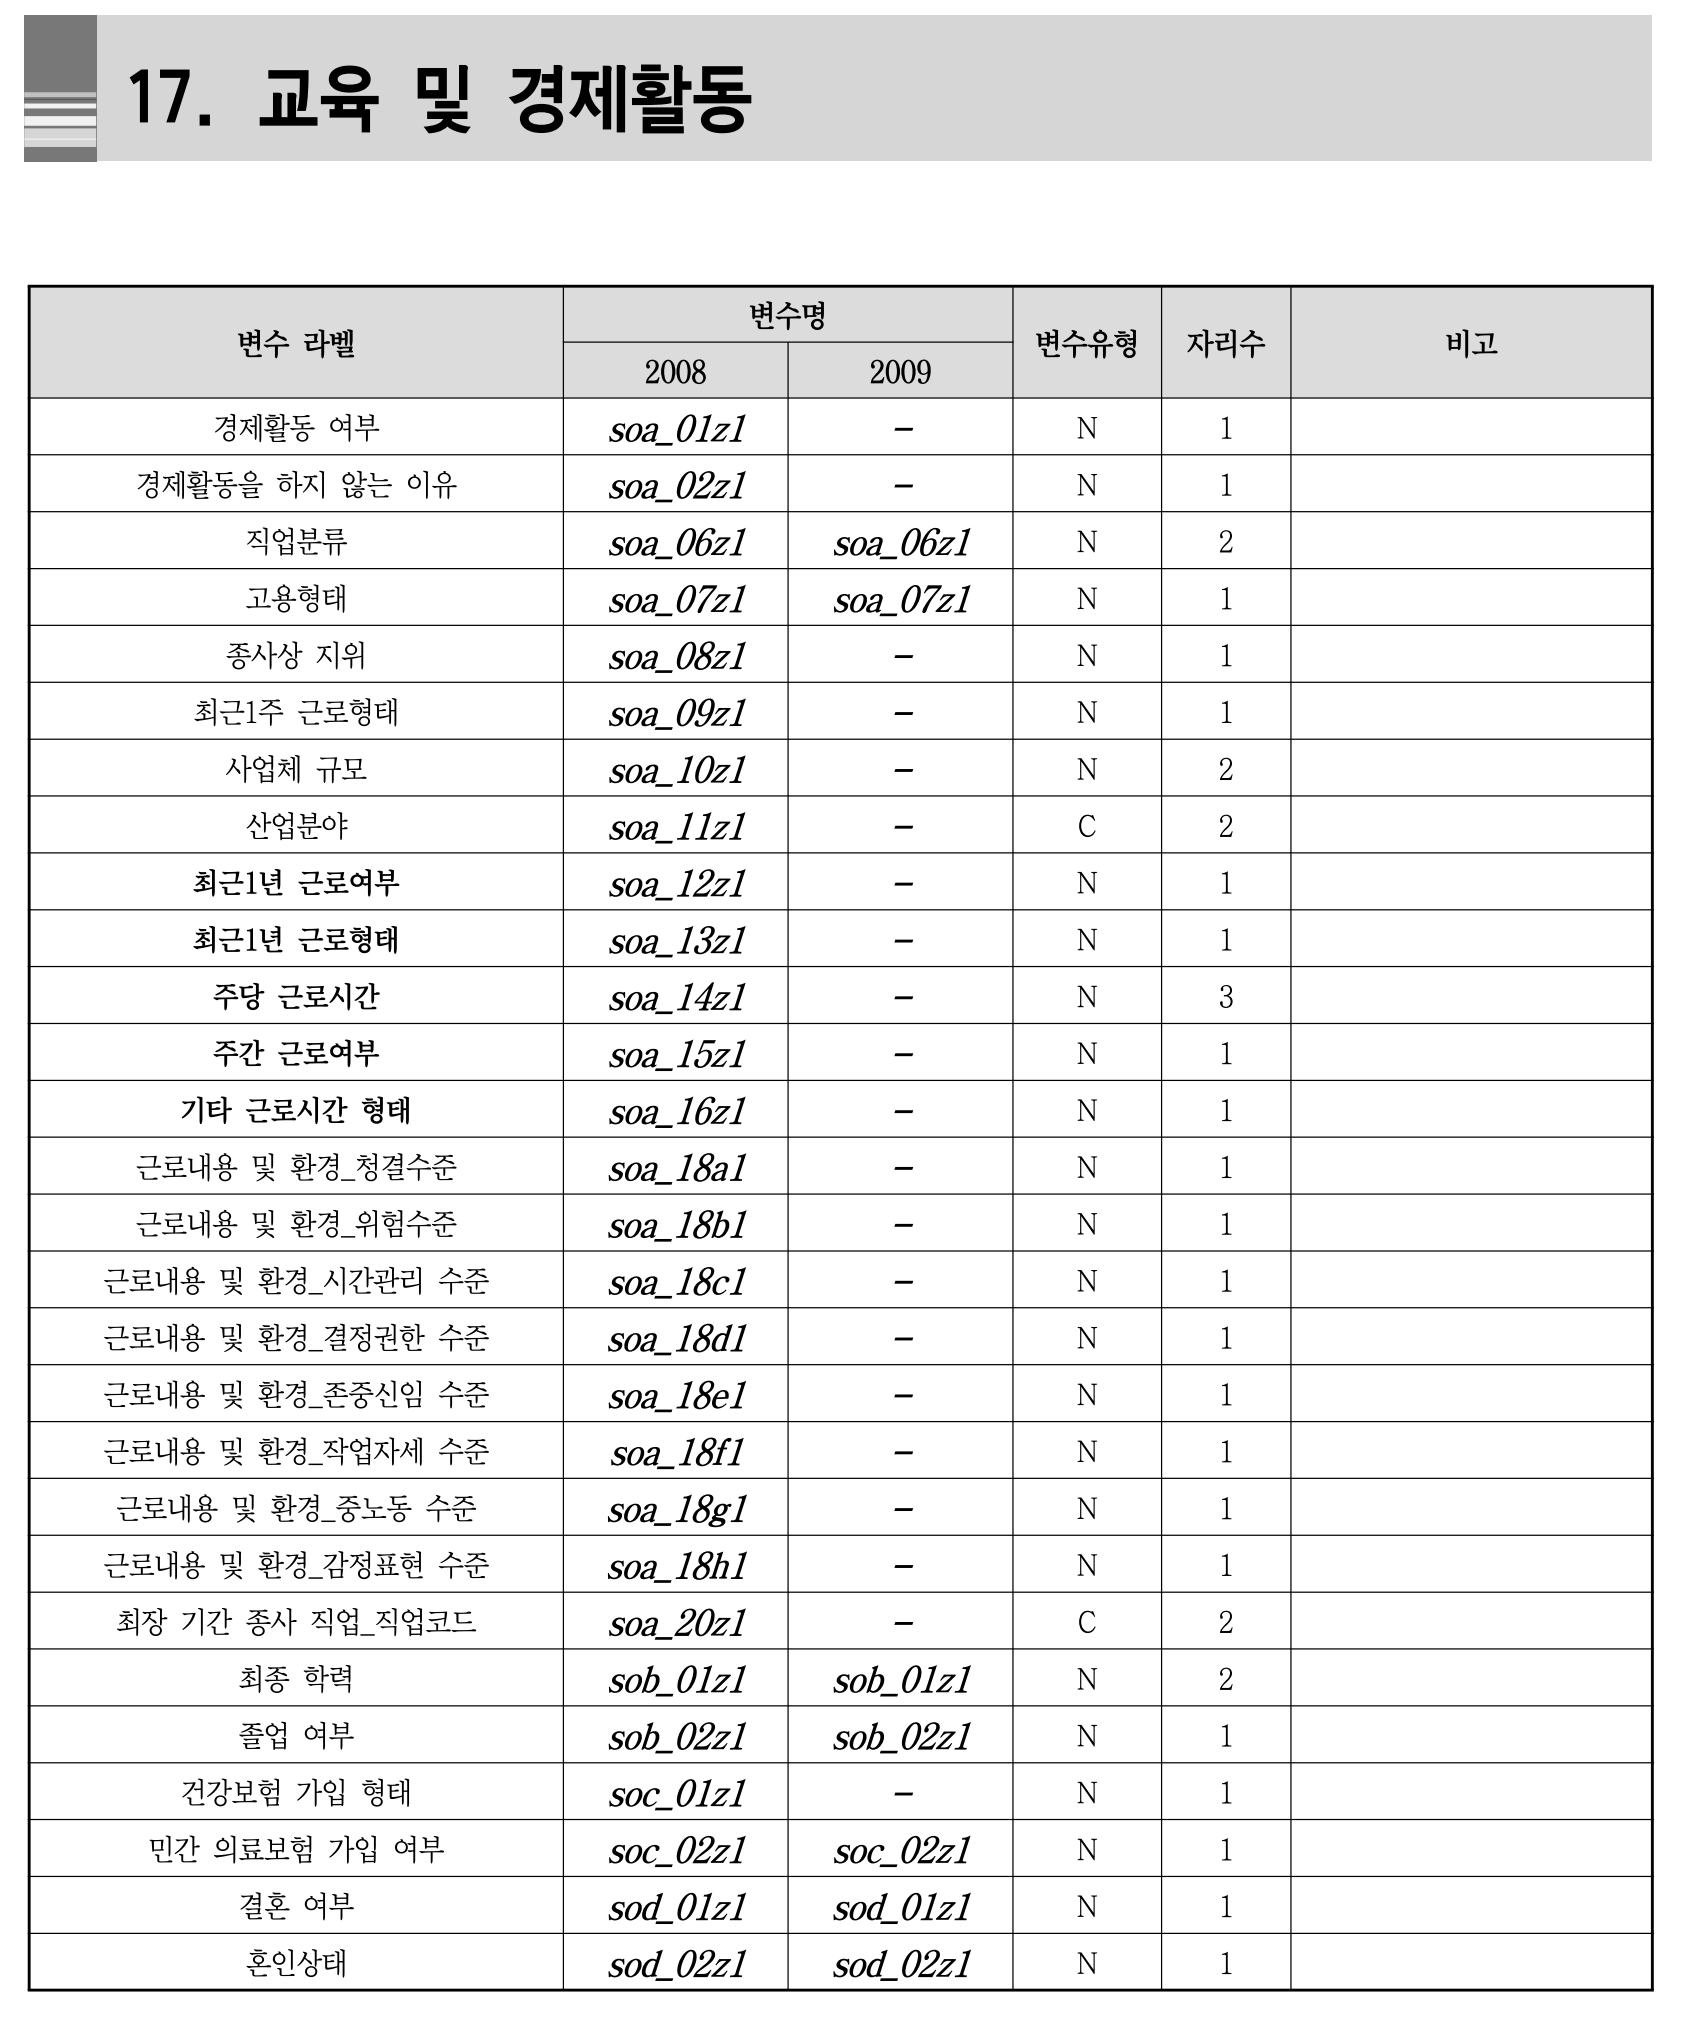 17. 교육 및 경제활동
변수 라벨 변수명 변수유형 자리수 비고
2008 2009
경제활동 여부 soa_01z1 - N 1
경제활동을 하지 않는 이유 soa_02z1 - N 1
직업분류 soa_06z1 soa_06z1 N 2
고용형태 soa_07z1 soa_07z1 N 1
종사상 지위 soa_08z1 - N 1
최근1주 근로형태 soa_09z1 - N 1
사업체 규모 soa_10z1 - N 2
산업분야 soa_11z1 - C 2
최근1년 근로여부 soa_12z1 - N 1
최근1년 근로형태 soa_13z1 - N 1
주당 근로시간 soa_14z1 - N 3
주간 근로여부 soa_15z1 - N 1
기타 근로시간 형태 soa_16z1 - N 1
근로내용 및 환경_청결수준 soa_18a1 - N 1
근로내용 및 환경_위험수준 soa_18b1 - N 1
근로내용 및 환경_시간관리 수준 soa_18c1 - N 1
근로내용 및 환경_결정권한 수준 soa_18d1 - N 1
근로내용 및 환경_존중신임 수준 soa_18e1 - N 1
근로내용 및 환경_작업자세 수준 soa_18f1 - N 1
근로내용 및 환경_중노동 수준 soa_18g1 - N 1
근로내용 및 환경_감정표현 수준 soa_18h1 - N 1
최장 기간 종사 직업_직업코드 soa_20z1 - C 2
최종 학력 sob_01z1 sob_01z1 N 2
졸업 여부 sob_02z1 sob_02z1 N 1
건강보험 가입 형태 soc_01z1 - N 1
민간 의료보험 가입 여부 soc_02z1 soc_02z1 N 1
결혼 여부 sod_01z1 sod_01z1 N 1
혼인상태 sod_02z1 sod_02z1 N 1